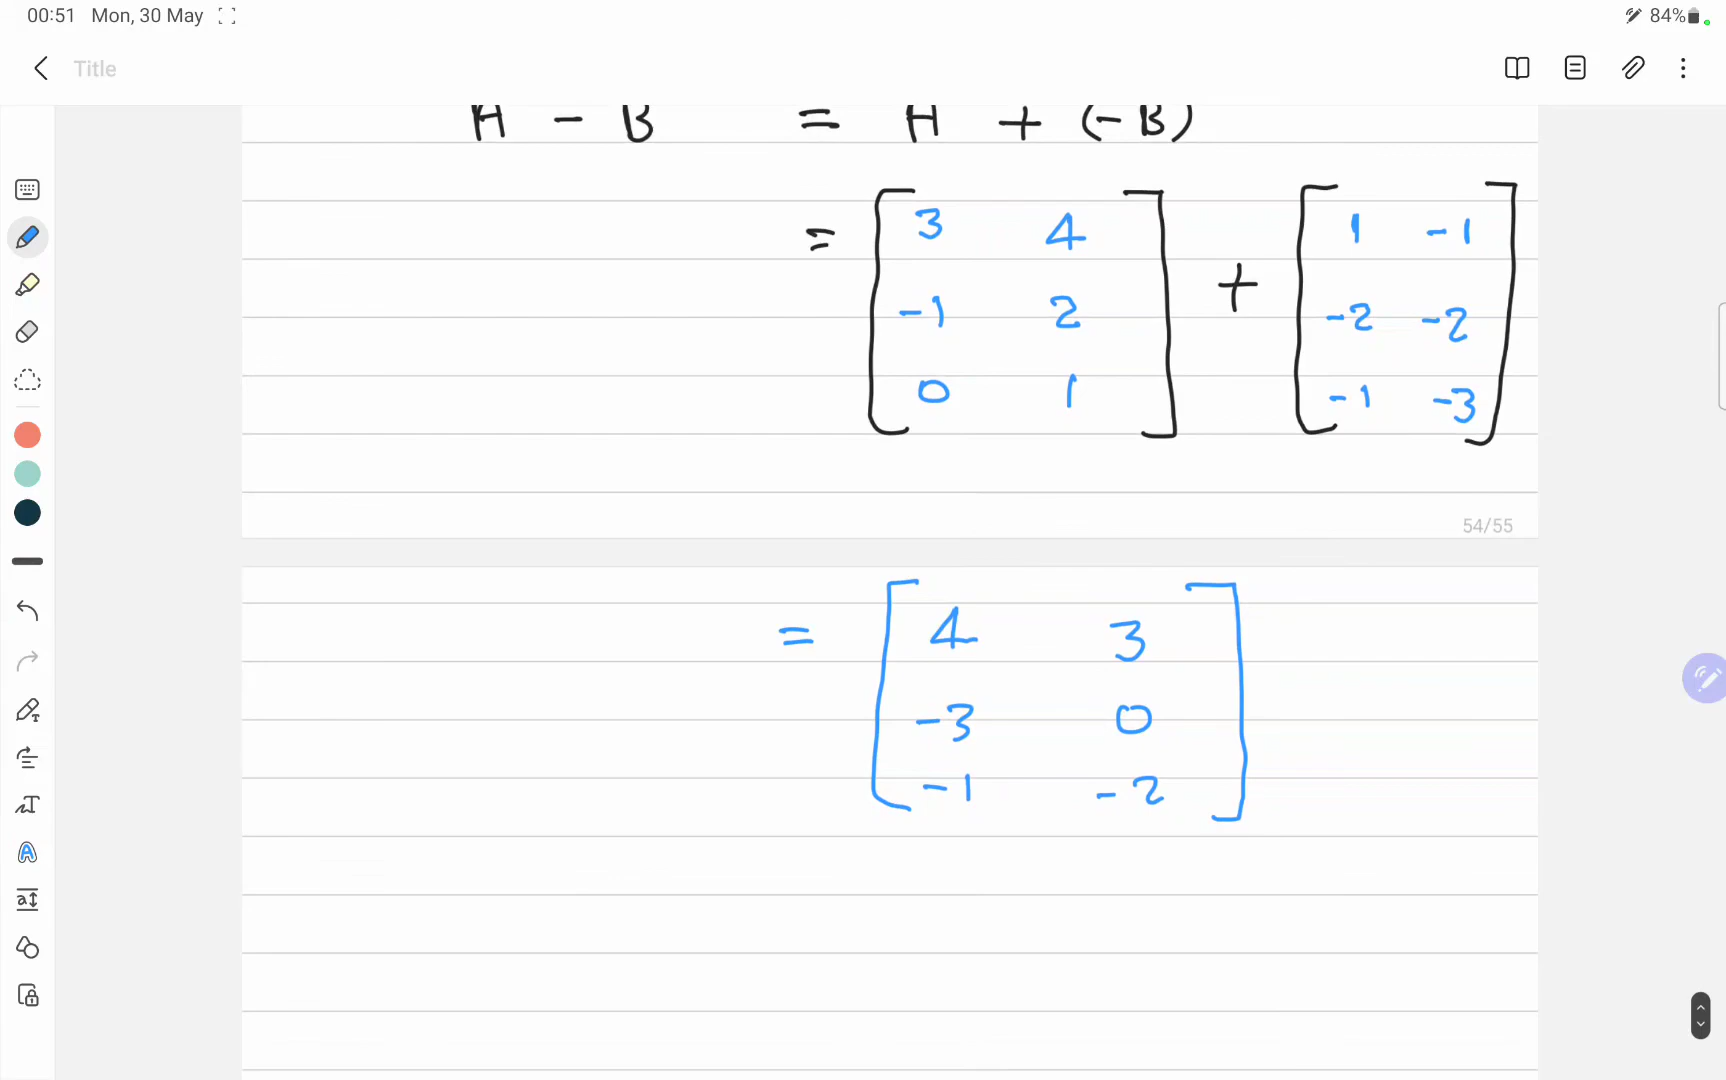 00:51 Mon, 30 May 84%
Title
A - B = A + (-B)
= [ 3 4 ] + [ 1 -1 ]
-1 2 -2 -2
0 1 -1 -3
54/55
= [ 4 3 ]
-3 0
-1 -2